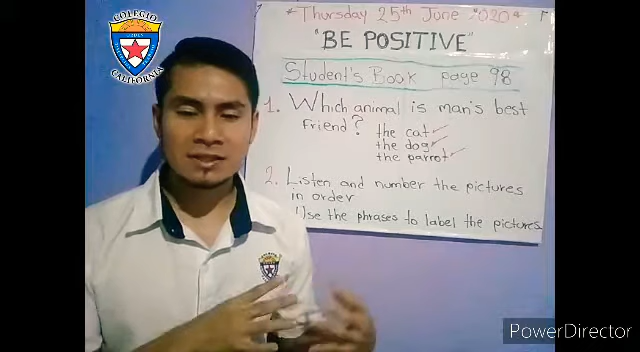 COLEGIO
CALIFORNIA
* Thursday 25th June 2020 *
"BE POSITIVE"
Student's Book page 98
1. Which animal is man's best
friend?
the cat ✓
the dog ✓
the parrot ✓
2. Listen and number the pictures
in order
Use the phrases to label the pictures.
PowerDirector